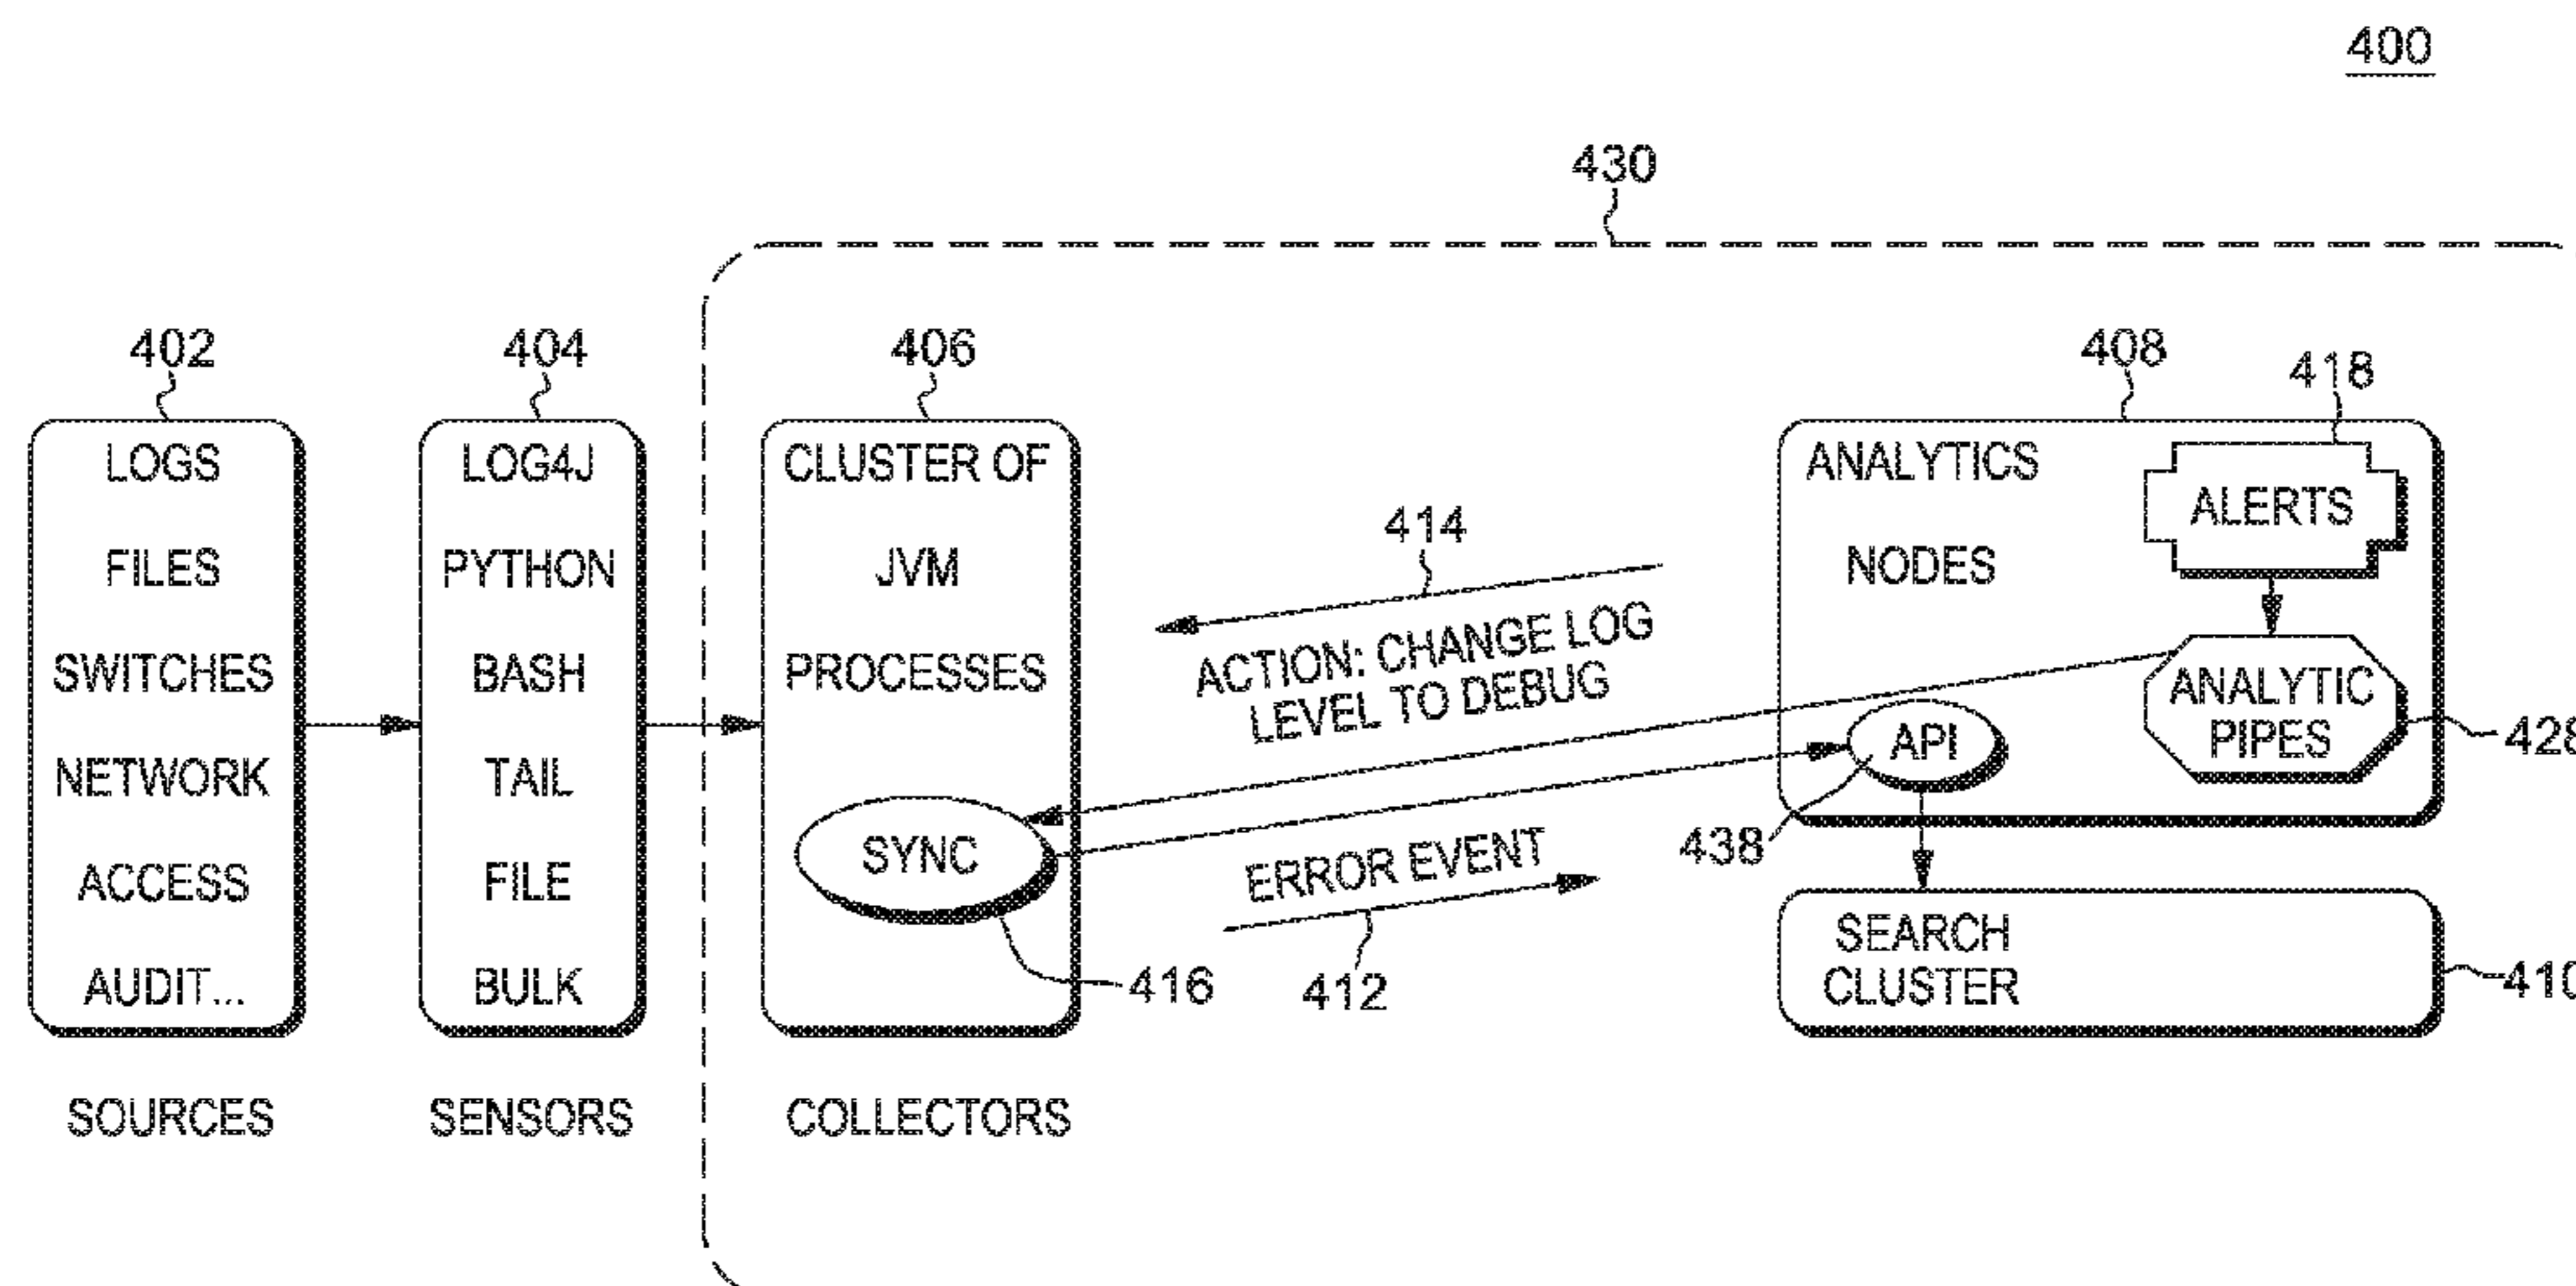 400
430
402
404
406
408
418
LOGS
FILES
SWITCHES
NETWORK
ACCESS
AUDIT...
LOG4J
PYTHON
BASH
TAIL
FILE
BULK
CLUSTER OF
JVM
PROCESSES
SYNC
416
414
ACTION: CHANGE LOG
LEVEL TO DEBUG
ERROR EVENT
412
ANALYTICS
NODES
ALERTS
ANALYTIC
PIPES
428
API
438
SEARCH
CLUSTER
410
SOURCES
SENSORS
COLLECTORS